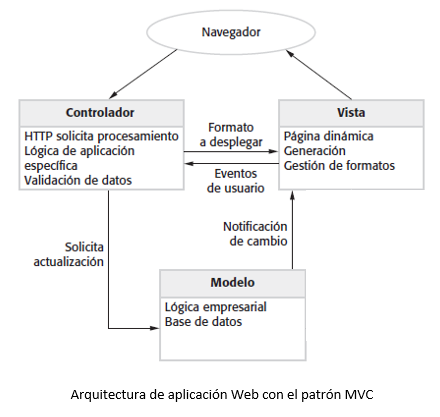 Navegador
Controlador
HTTP solicita procesamiento
Lógica de aplicación
específica
Validación de datos
Formato
a desplegar
Eventos
de usuario
Vista
Página dinámica
Generación
Gestión de formatos
Solicita
actualización
Notificación
de cambio
Modelo
Lógica empresarial
Base de datos
Arquitectura de aplicación Web con el patrón MVC